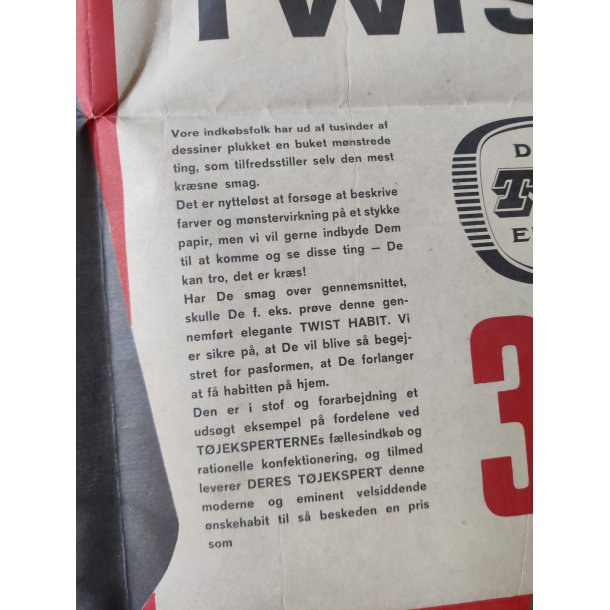 TWIS
Vore indkøbsfolk har ud af tusinder af
dessiner plukket en buket mønstrede
ting, som tilfredsstiller selv den mest
kræsne smag.
Det er nytteløst at forsøge at beskrive
farver og mønstervirkning på et stykke
papir, men vi vil gerne indbyde Dem
til at komme og se disse ting — De
kan tro, det er kræs!
Har De smag over gennemsnittet,
skulle De f. eks. prøve denne gen-
nemført elegante TWIST HABIT. Vi
er sikre på, at De vil blive så begej-
stret for pasformen, at De forlanger
at få habitten på hjem.
Den er i stof og forarbejdning et
udsøgt eksempel på fordelene ved
TØJEKSPERTERNEs fællesindkøb og
rationelle konfektionering, og tilmed
leverer DERES TØJEKSPERT denne
moderne og eminent velsiddende
ønskehabit til så beskeden en pris
som
D
T
E
3